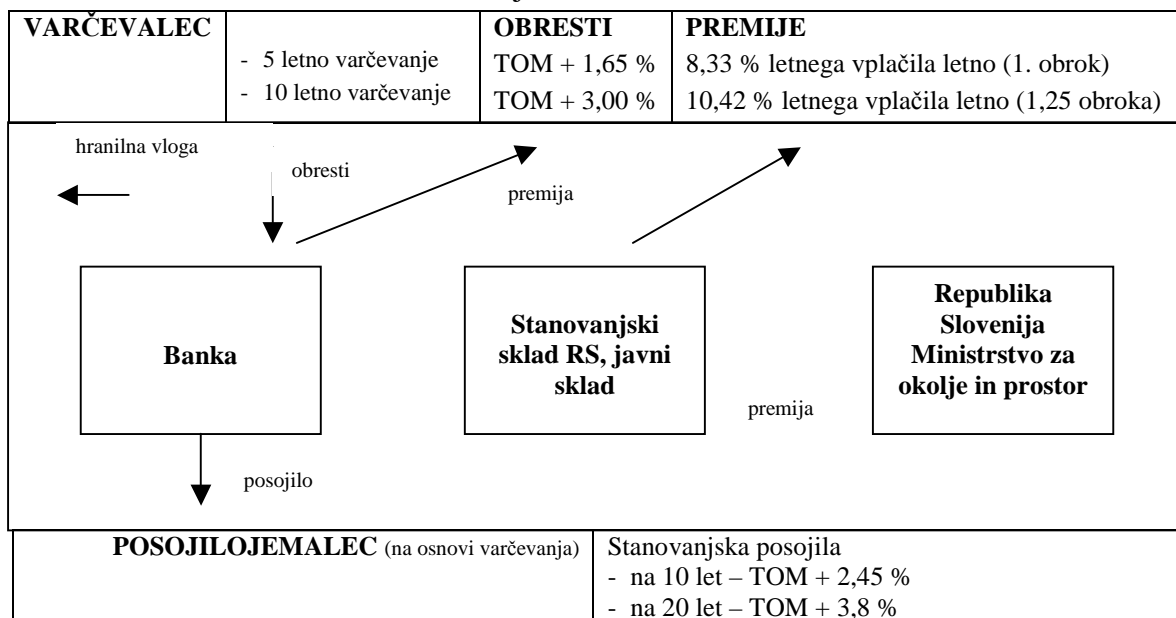 VARČEVALEC
- 5 letno varčevanje
- 10 letno varčevanje
OBRESTI
TOM + 1,65 %
TOM + 3,00 %
PREMIJE
8,33 % letnega vplačila letno (1. obrok)
10,42 % letnega vplačila letno (1,25 obroka)
hranilna vloga
obresti
premija
Banka
Stanovanjski
sklad RS, javni
sklad
premija
Republika
Slovenija
Ministrstvo za
okolje in prostor
posojilo
POSOJILOJEMALEC (na osnovi varčevanja)
Stanovanjska posojila
- na 10 let – TOM + 2,45 %
- na 20 let – TOM + 3,8 %